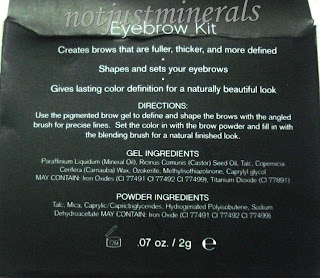 notjustminerals
Eyebrow Kit
Creates brows that are fuller, thicker, and more defined
Shapes and sets your eyebrows
Gives lasting color definition for a naturally beautiful look
DIRECTIONS:
Use the pigmented brow gel to define and shape the brows with the angled
brush for precise lines. Set the color in with the brow powder and fill in with
the blending brush for a natural finished look.
GEL INGREDIENTS
Paraffinium Liquidum (Mineral Oil), Ricinus Comunis (Castor) Seed Oil, Talc, Copernicia
Cerifera (Carnauba) Wax, Ozokerite, Methylisothiazolinone, Caprylyl glycol
MAY CONTAIN: Iron Oxides (CI 77491 CI 77492 CI 77499), Titanium Dioxide (CI 77891)
POWDER INGREDIENTS
Talc, Mica, Caprylic/Caprictriglycerides, Hydrogenated Polyisobutene, Sodium
Dehydroacetate MAY CONTAIN: Iron Oxide (CI 77491 CI 77492 CI 77499)
12M .07 oz / 2g e